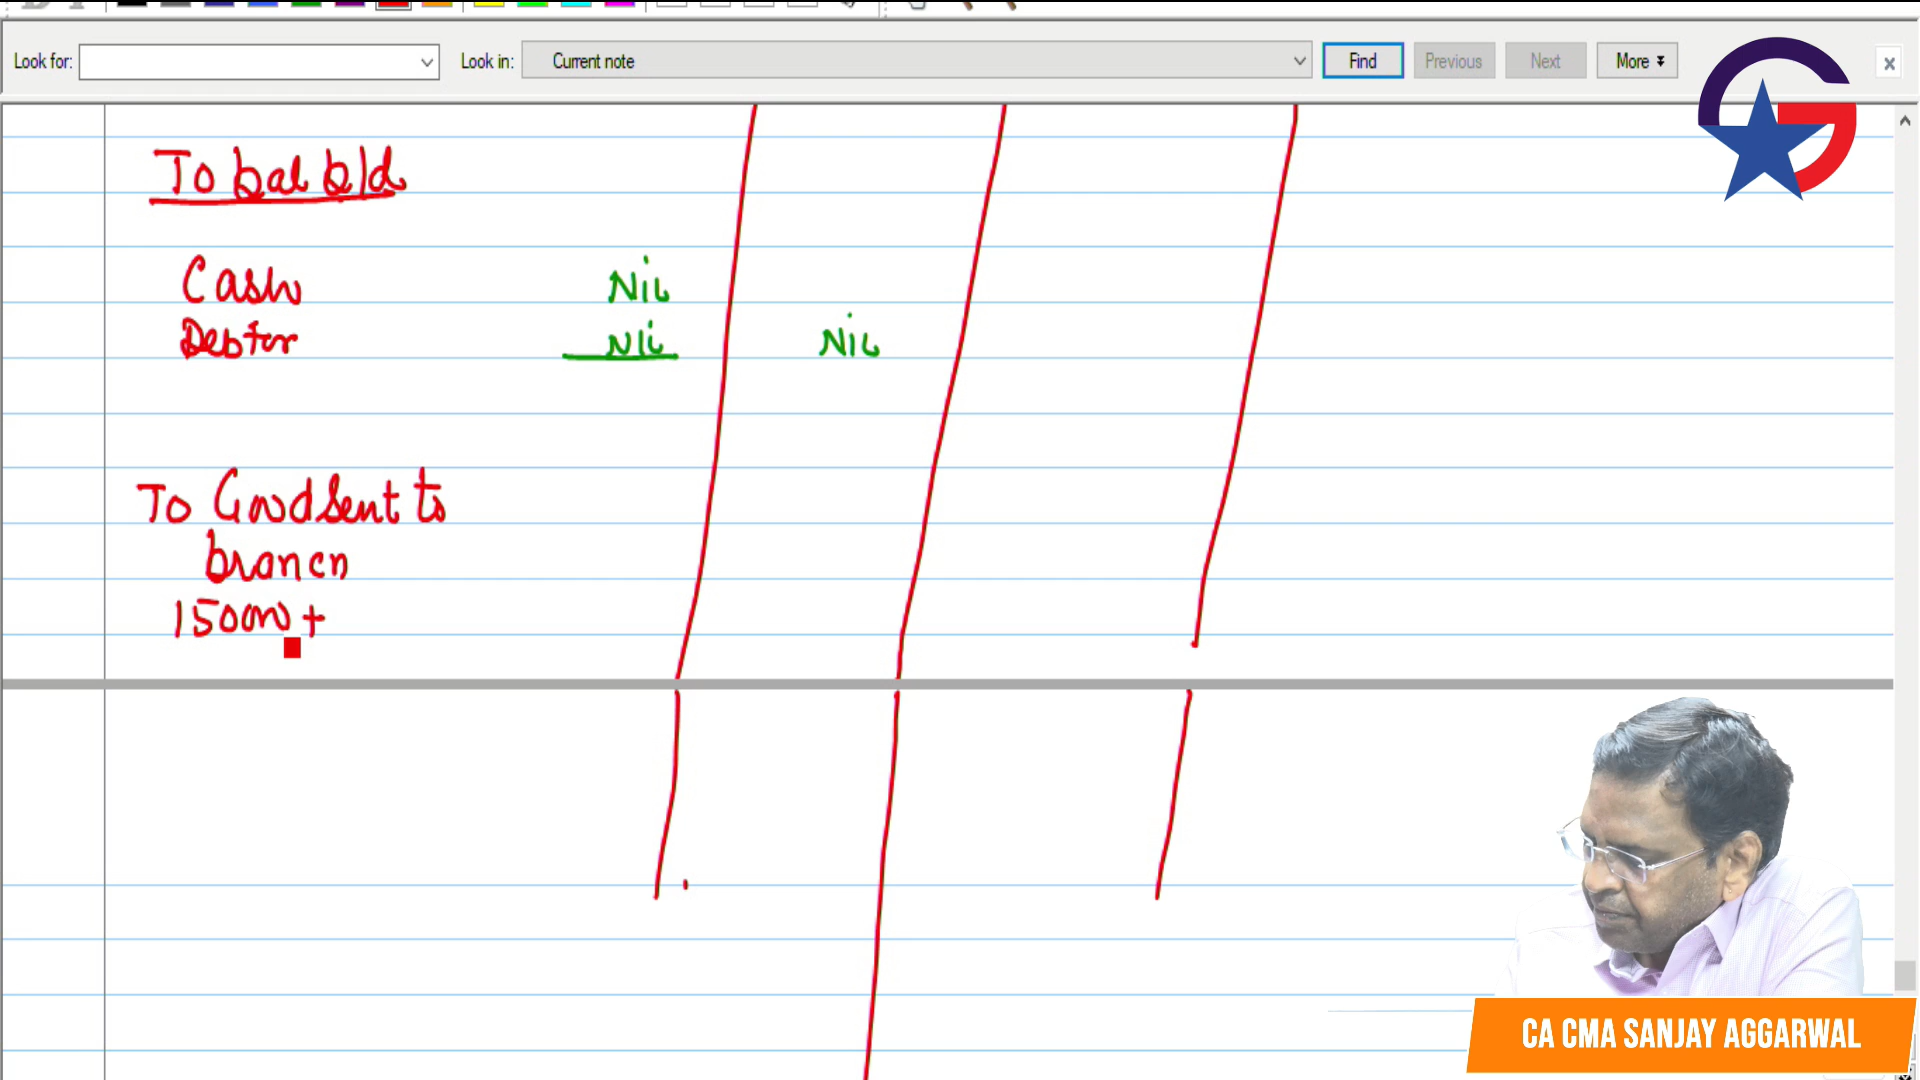 Look for: Look in: Current note Find Previous Next More
To bal b/d
Cash Nil
Debtor Nil Nil
To Good Sent to
branch
15000 +
CA CMA SANJAY AGGARWAL